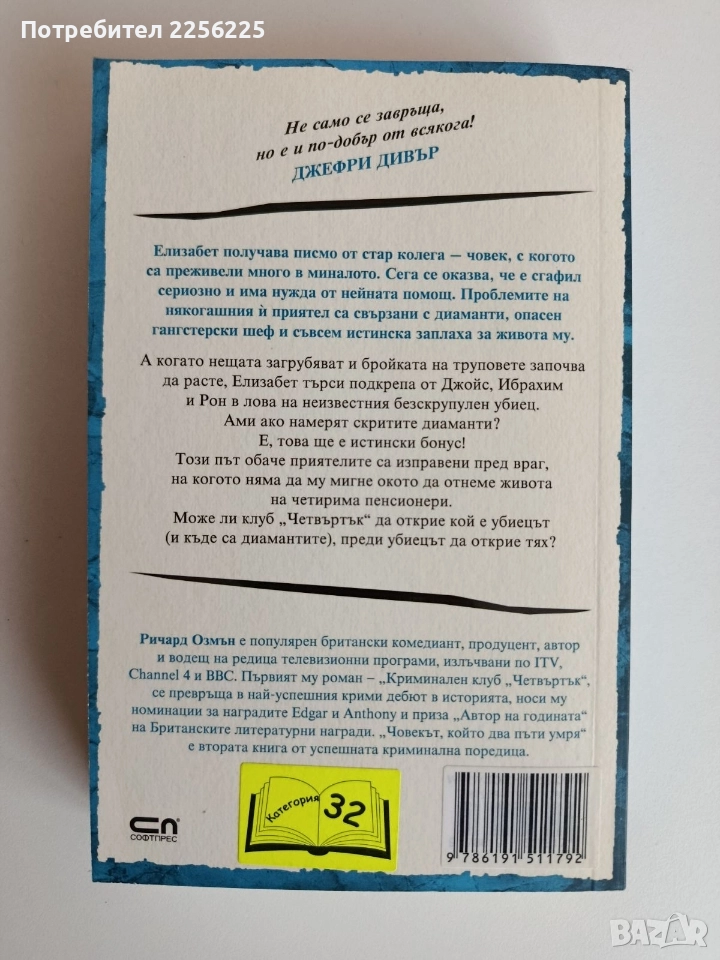 Потребител 2256225
Не само се завръща,
но е и по-добър от всякога!
ДЖЕФРИ ДИВЪР
Елизабет получава писмо от стар колега – човек, с когото
са преживели много в миналото. Сега се оказва, че е сгафил
сериозно и има нужда от нейната помощ. Проблемите на
някогашния ѝ приятел са свързани с диаманти, опасен
гангстерски шеф и съвсем истинска заплаха за живота му.
А когато нещата загрубяват и бройката на труповете започва
да расте, Елизабет търси подкрепа от Джойс, Ибрахим
и Рон в лова на неизвестния безскрупулен убиец.
Ами ако намерят скритите диаманти?
Е, това ще е истински бонус!
Този път обаче приятелите са изправени пред враг,
на когото няма да му мигне окото да отнеме живота
на четирима пенсионери.
Може ли клуб „Четвъртък“ да открие кой е убиецът
(и къде са диамантите), преди убиецът да открие тях?
Ричард Озмън е популярен британски комедиант, продуцент, автор
и водещ на редица телевизионни програми, излъчвани по ITV,
Channel 4 и BBC. Първият му роман – „Криминален клуб „Четвъртък“,
се превръща в най-успешния крими дебют в историята, носи му
номинации за наградите Edgar и Anthony и приза „Автор на годината“
на Британските литературни награди. „Човекът, който два пъти умря“
е втората книга от успешната криминална поредица.
Категория 32
СОФТПРЕС
9 786191 511792
BAZAR